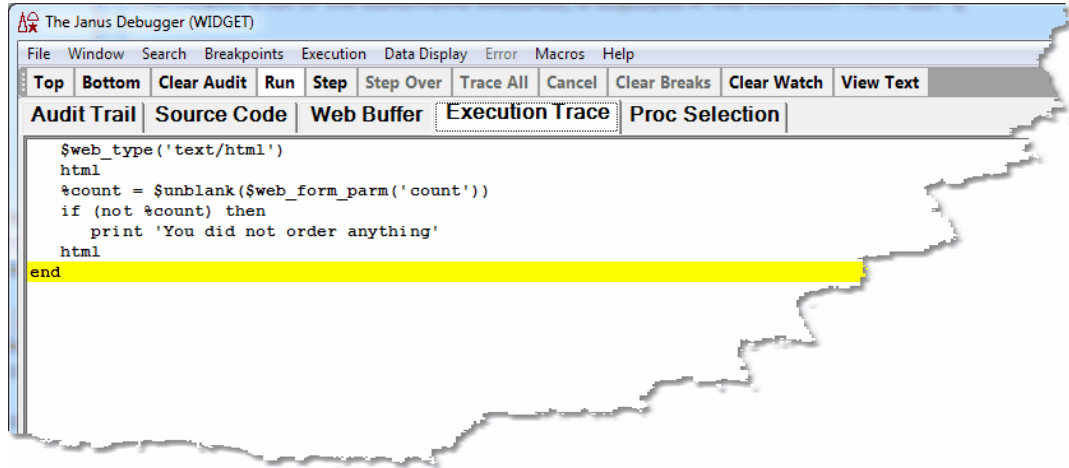 The Janus Debugger (WIDGET)
File Window Search Breakpoints Execution Data Display Error Macros Help
Top Bottom Clear Audit Run Step Step Over Trace All Cancel Clear Breaks Clear Watch View Text
Audit Trail Source Code Web Buffer Execution Trace Proc Selection
$web_type('text/html')
html
%count = $unblank($web_form_parm('count'))
if (not %count) then
print 'You did not order anything'
html
end